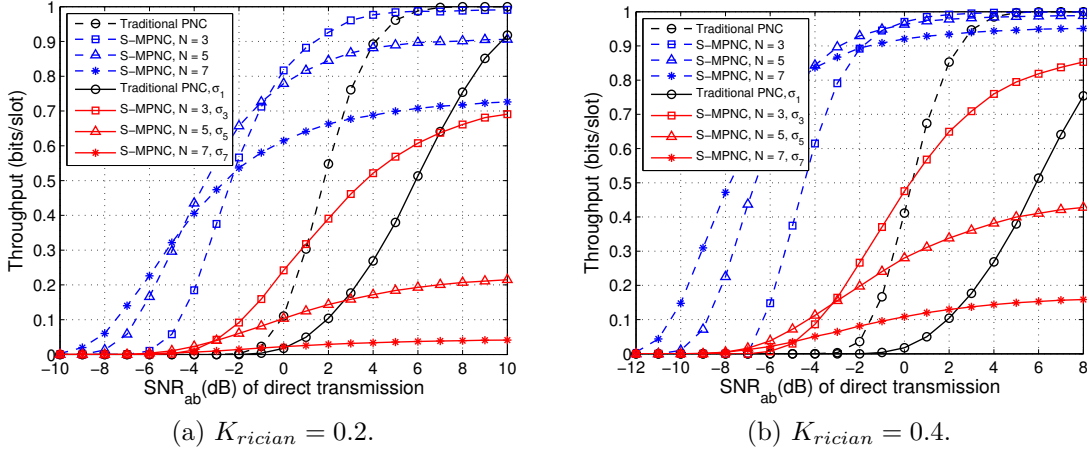 Throughput (bits/slot)
1
0.9
0.8
0.7
0.6
0.5
0.4
0.3
0.2
0.1
0
Traditional PNC
S−MPNC, N = 3
S−MPNC, N = 5
S−MPNC, N = 7
Traditional PNC, σ1
S−MPNC, N = 3, σ3
S−MPNC, N = 5, σ5
S−MPNC, N = 7, σ7
−10 −8 −6 −4 −2 0 2 4 6 8 10
SNRab(dB) of direct transmission
(a) Krician = 0.2.
Throughput (bits/slot)
1
0.9
0.8
0.7
0.6
0.5
0.4
0.3
0.2
0.1
0
Traditional PNC
S−MPNC, N = 3
S−MPNC, N = 5
S−MPNC, N = 7
Traditional PNC, σ1
S−MPNC, N = 3, σ3
S−MPNC, N = 5, σ5
S−MPNC, N = 7, σ7
−12 −10 −8 −6 −4 −2 0 2 4 6 8
SNRab(dB) of direct transmission
(b) Krician = 0.4.